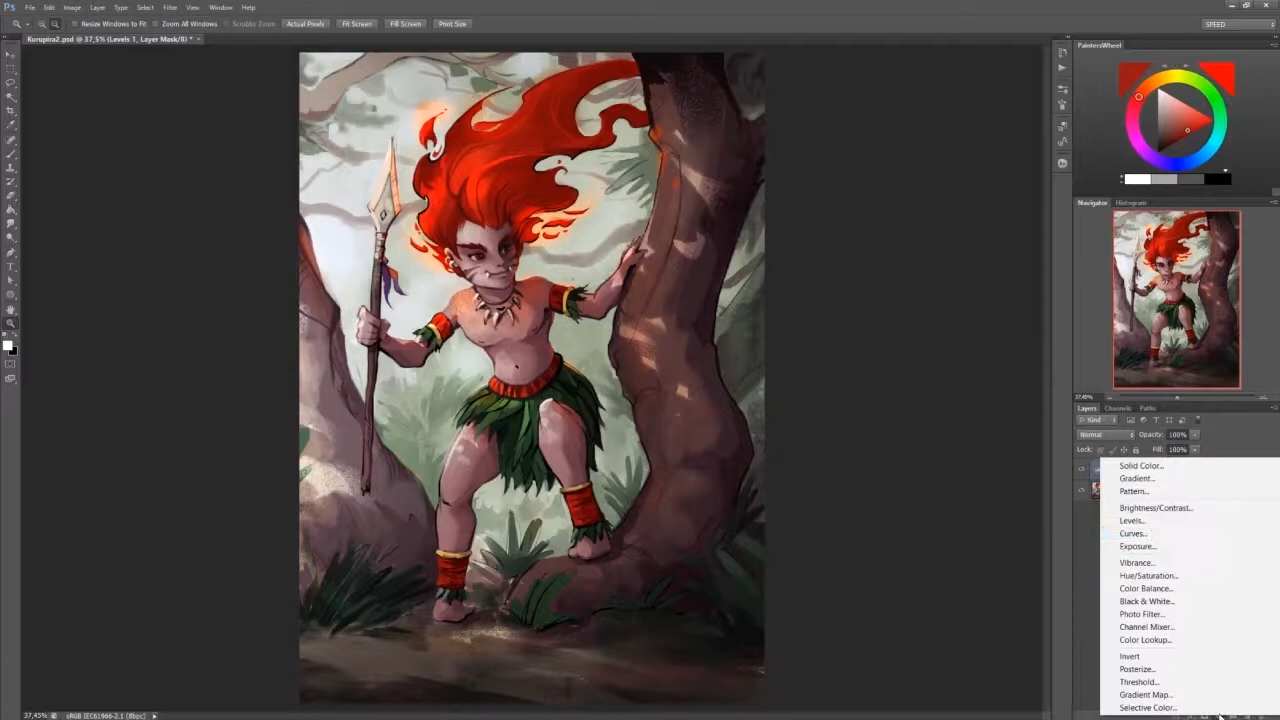 Ps File Edit Image Layer Type Select Filter View Window Help
Resize Windows to Fit Zoom All Windows Scrubby Zoom Actual Pixels Fit Screen Fill Screen Print Size SPEED
Kurupira2.psd @ 37,5% (Levels 1, Layer Mask/8) * ×
PaintersWheel
Navigator Histogram
37,45%
Layers Channels Paths
Kind
Normal Opacity: 100%
Lock: Fill: 100%
Solid Color...
Gradient...
Pattern...
Brightness/Contrast...
Levels...
Curves...
Exposure...
Vibrance...
Hue/Saturation...
Color Balance...
Black & White...
Photo Filter...
Channel Mixer...
Color Lookup...
Invert
Posterize...
Threshold...
Gradient Map...
Selective Color...
37,45% sRGB IEC61966-2.1 (8bpc)